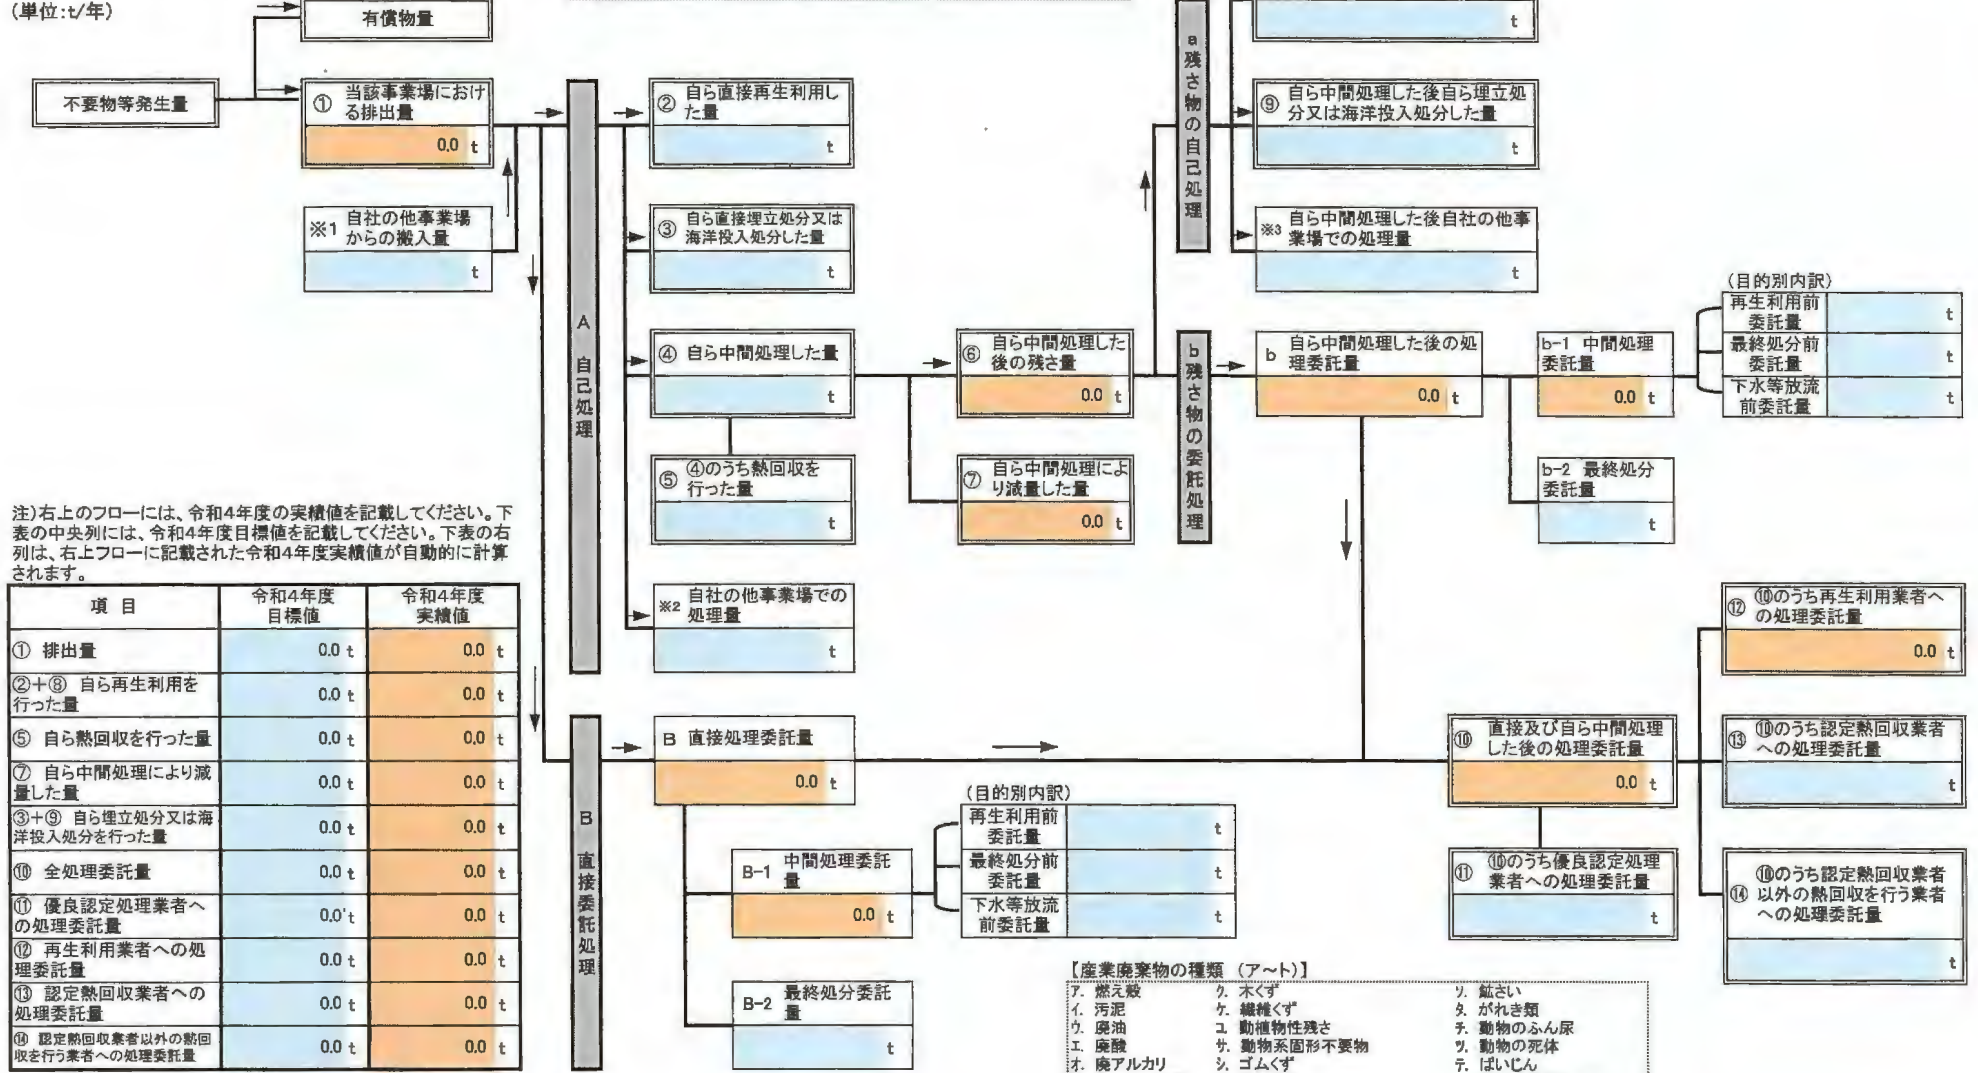 (単位:t/年)
有償物量
不要物等発生量
① 当該事業場におけ
る排出量
0.0 t
※1 自社の他事業場
からの搬入量
t
A 自己処理
② 自ら直接再生利用し
た量
t
③ 自ら直接埋立処分又は
海洋投入処分した量
t
④ 自ら中間処理した量
t
⑤ ④のうち熱回収を
行った量
t
※2 自社の他事業場での
処理量
t
⑥ 自ら中間処理した
後の残さ量
0.0 t
⑦ 自ら中間処理によ
り減量した量
0.0 t
a 残さ物の自己処理
t
⑨ 自ら中間処理した後自ら埋立処
分又は海洋投入処分した量
t
※3 自ら中間処理した後自社の他事
業場での処理量
t
b 残さ物の委託処理
b 自ら中間処理した後の処
理委託量
0.0 t
b-1 中間処理
委託量
0.0 t
(目的別内訳)
再生利用前
委託量 t
最終処分前
委託量 t
下水等放流
前委託量 t
b-2 最終処分
委託量
t
注)右上のフローには、令和4年度の実績値を記載してください。下
表の中央列には、令和4年度目標値を記載してください。下表の右
列は、右上フローに記載された令和4年度実績値が自動的に計算
されます。
項 目 令和4年度 目標値 令和4年度 実績値
① 排出量 0.0 t 0.0 t
②+⑧ 自ら再生利用を
行った量 0.0 t 0.0 t
⑤ 自ら熱回収を行った量 0.0 t 0.0 t
⑦ 自ら中間処理により減
量した量 0.0 t 0.0 t
③+⑨ 自ら埋立処分又は海
洋投入処分を行った量 0.0 t 0.0 t
⑩ 全処理委託量 0.0 t 0.0 t
⑪ 優良認定処理業者へ
の処理委託量 0.0 t 0.0 t
⑫ 再生利用業者への処
理委託量 0.0 t 0.0 t
⑬ 認定熱回収業者への
処理委託量 0.0 t 0.0 t
⑭ 認定熱回収業者以外の熱回
収を行う業者への処理委託量 0.0 t 0.0 t
B 直接委託処理
B 直接処理委託量
0.0 t
B-1 中間処理委託
量
0.0 t
(目的別内訳)
再生利用前
委託量 t
最終処分前
委託量 t
下水等放流
前委託量 t
B-2 最終処分委託
量
t
⑩ 直接及び自ら中間処理
した後の処理委託量
0.0 t
⑪ ⑩のうち優良認定処理
業者への処理委託量
t
⑫ ⑩のうち再生利用業者へ
の処理委託量
0.0 t
⑬ ⑩のうち認定熱回収業者
への処理委託量
t
⑭ ⑩のうち認定熱回収業者
以外の熱回収を行う業者
への処理委託量
t
【産業廃棄物の種類 (ア~ト)】
ア. 燃え殻 ク. 木くず ソ. 鉱さい
イ. 汚泥 ケ. 繊維くず タ. がれき類
ウ. 廃油 コ. 動植物性残さ チ. 動物のふん尿
エ. 廃酸 サ. 動物系固形不要物 ツ. 動物の死体
オ. 廃アルカリ シ. ゴムくず テ. ばいじん